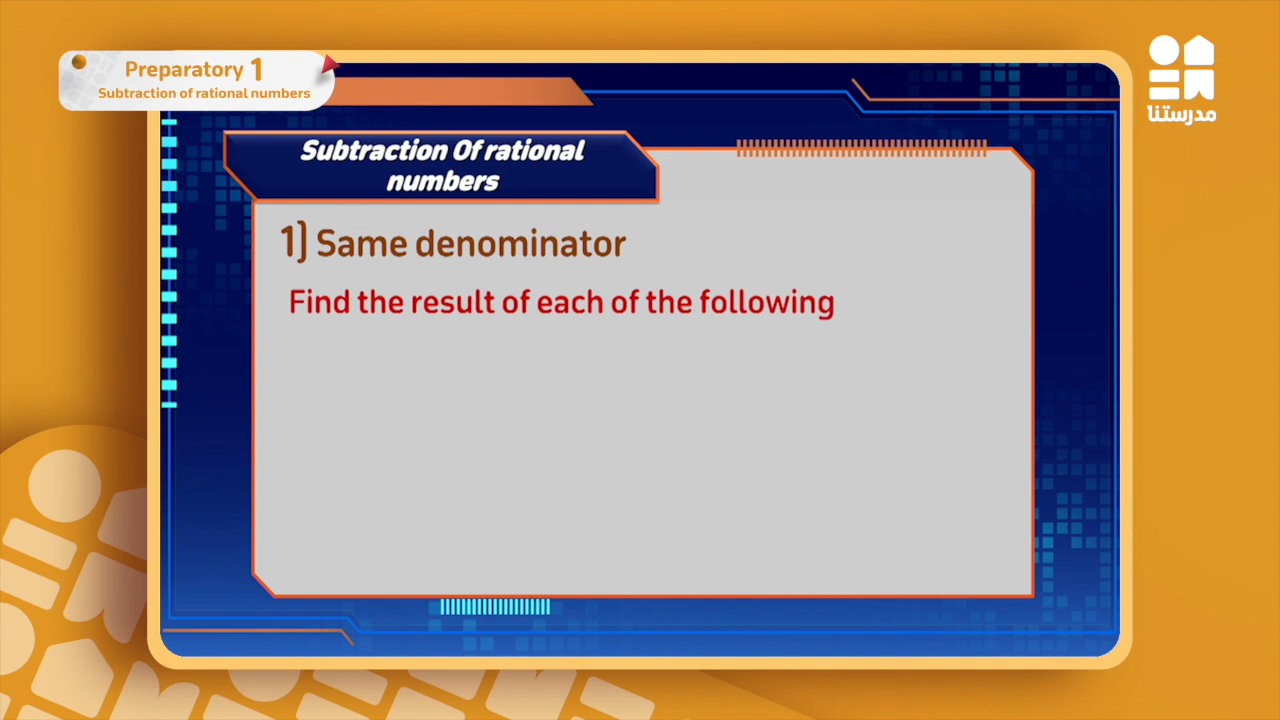 Preparatory 1
Subtraction of rational numbers
مدرستنا
Subtraction Of rational
numbers
1) Same denominator
Find the result of each of the following